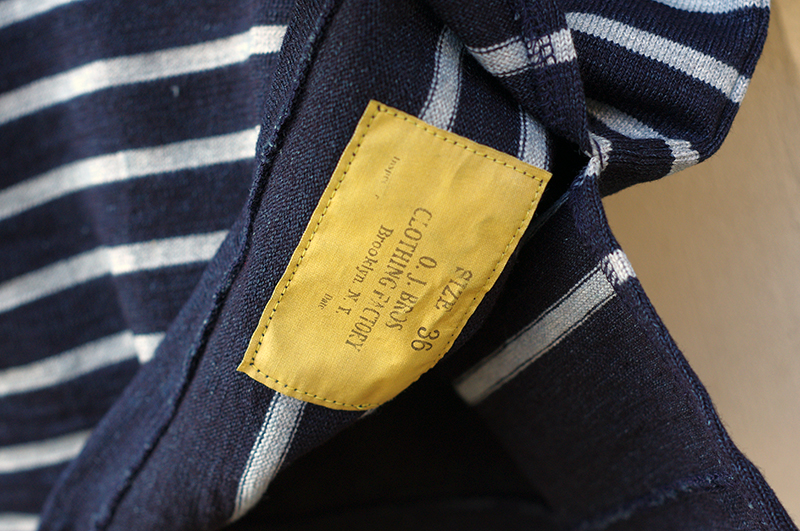 SIZE 36
O. J. BROS
CLOTHING FACTORY
Brooklyn, N. Y.